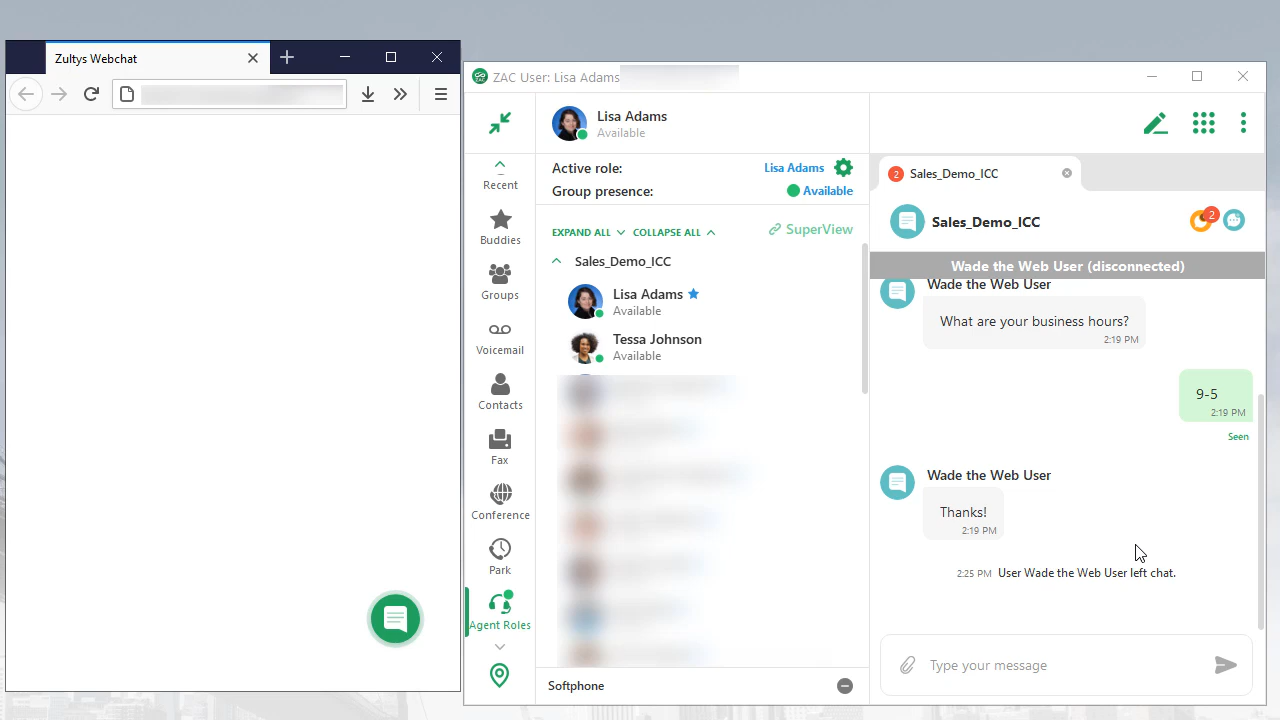 Zultys Webchat
ZAC User: Lisa Adams
Lisa Adams
Available
Recent
Buddies
Groups
Voicemail
Contacts
Fax
Conference
Park
Agent Roles
Active role:
Lisa Adams
Group presence:
Available
EXPAND ALL
COLLAPSE ALL
SuperView
Sales_Demo_ICC
Lisa Adams
Available
Tessa Johnson
Available
Softphone
2
Sales_Demo_ICC
Sales_Demo_ICC
2
Wade the Web User (disconnected)
Wade the Web User
What are your business hours?
2:19 PM
9-5
2:19 PM
Seen
Wade the Web User
Thanks!
2:19 PM
2:25 PM User Wade the Web User left chat.
Type your message